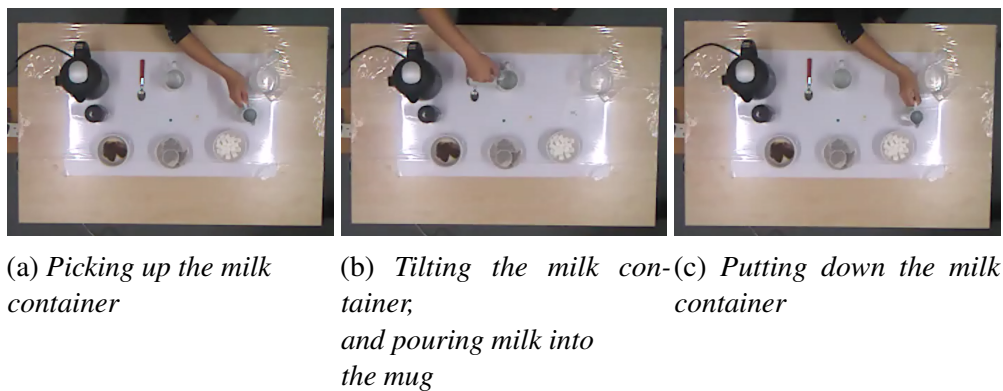 (a) Picking up the milk
container
(b) Tilting the milk con-
tainer,
and pouring milk into
the mug
(c) Putting down the milk
container